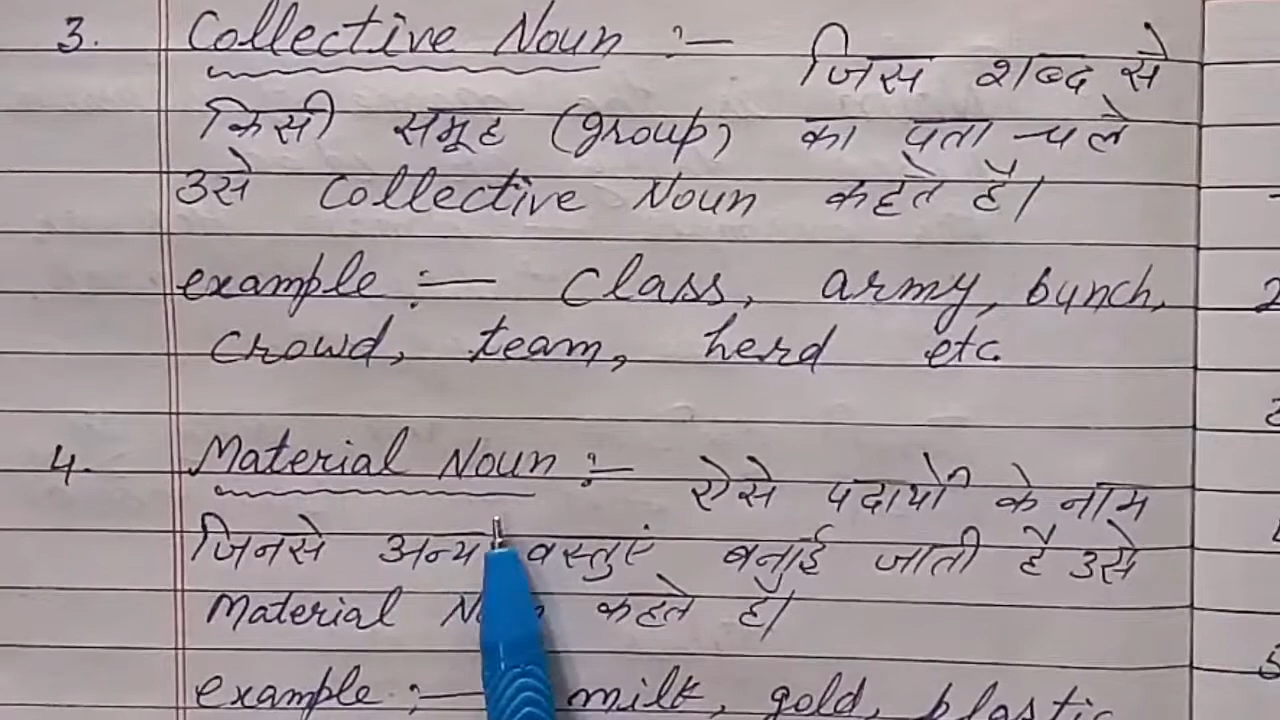 3. Collective Noun :- जिस शब्द से
किसी समूह (group) का पता चले
उसे Collective Noun कहते है।
example :- Class, army, bunch,
crowd, team, herd etc
4. Material Noun :- ऐसे पदार्थो के नाम
जिनसे अन्य वस्तुएं बनाई जाती है उसे
Material कहते है।
example :- milk, gold, plastic